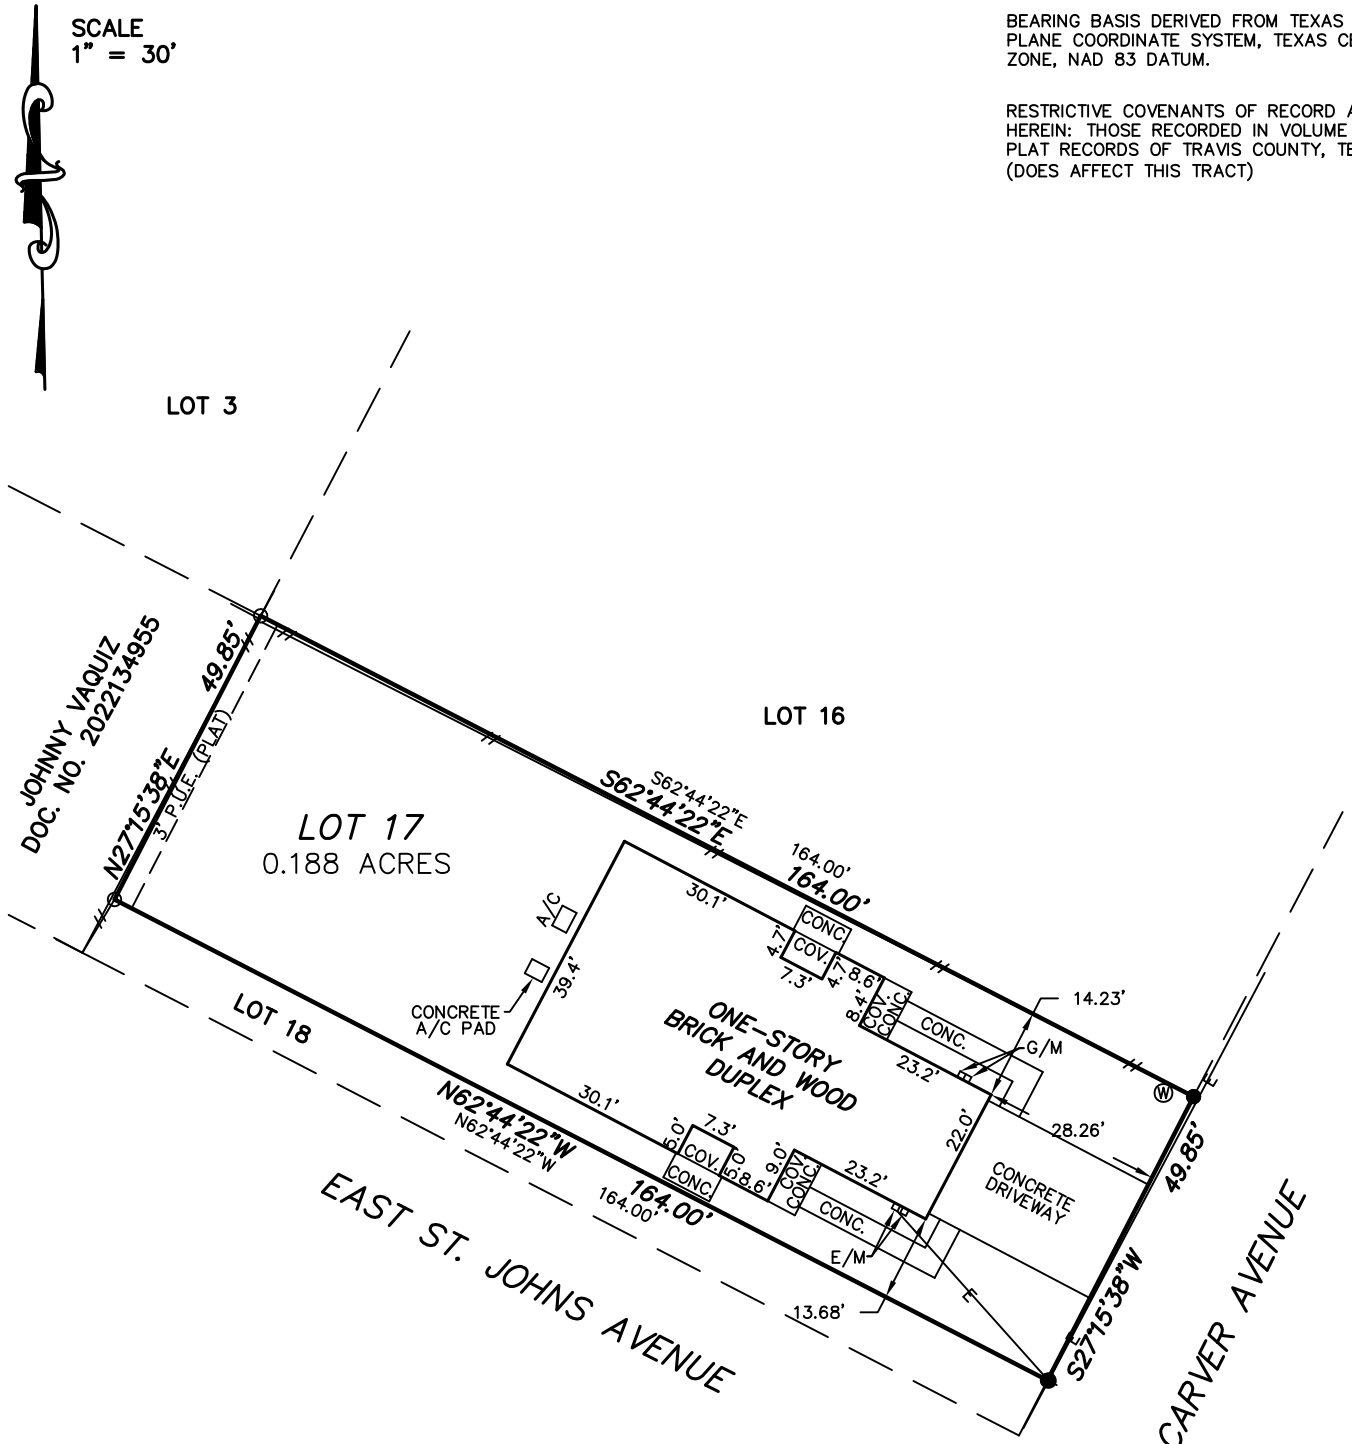 SCALE
1" = 30'
BEARING BASIS DERIVED FROM TEXAS
PLANE COORDINATE SYSTEM, TEXAS
ZONE, NAD 83 DATUM.
RESTRICTIVE COVENANTS OF RECORD
HEREIN: THOSE RECORDED IN VOLUME
PLAT RECORDS OF TRAVIS COUNTY,
(DOES AFFECT THIS TRACT)
LOT 3
JOHNNY VAQUIZ
DOC. NO. 2022134955
49.85'
N27°15'38"E
3' P.U.E. (PLAT)
LOT 17
0.188 ACRES
LOT 16
S62°44'22"E
S62°44'22"E
164.00'
164.00'
30.1'
CONC.
COV.
4.7'
7.3'
4.7'
8.6'
8.4'
COV.
CONC.
CONC.
14.23'
G/M
23.2'
A/C
39.4'
CONCRETE
A/C PAD
ONE-STORY
BRICK AND WOOD
DUPLEX
W
E
22.0'
28.26'
49.85'
CONCRETE
DRIVEWAY
LOT 18
30.1'
N62°44'22"W
N62°44'22"W
5.0'
7.3'
COV.
CONC.
5.0'
8.6'
9.0'
COV.
CONC.
23.2'
CONC.
164.00'
164.00'
E/M
13.68'
E
E
S27°15'38"W
EAST ST. JOHNS AVENUE
CARVER AVENUE